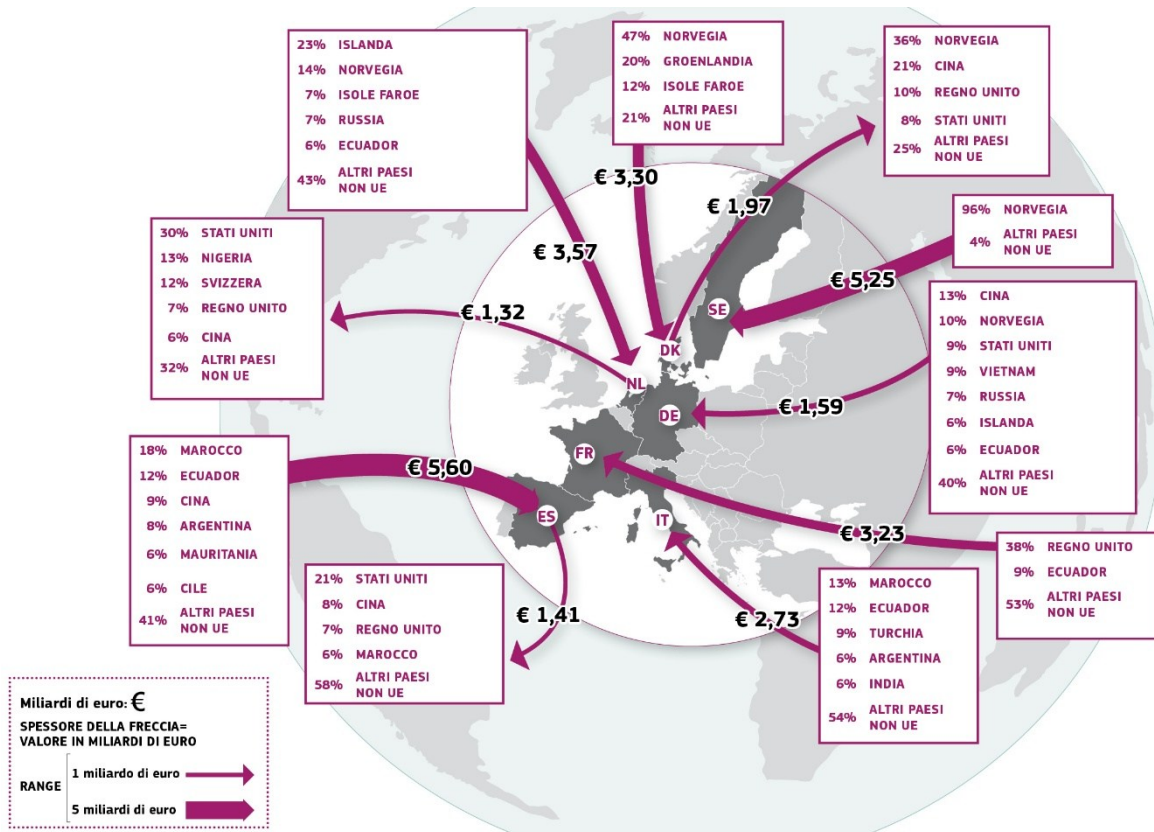 23% ISLANDA
14% NORVEGIA
7% ISOLE FAROE
7% RUSSIA
6% ECUADOR
43% ALTRI PAESI
NON UE
47% NORVEGIA
20% GROENLANDIA
12% ISOLE FAROE
21% ALTRI PAESI
NON UE
36% NORVEGIA
21% CINA
10% REGNO UNITO
8% STATI UNITI
25% ALTRI PAESI
NON UE
€ 3,30
€ 1,97
96% NORVEGIA
4% ALTRI PAESI
NON UE
30% STATI UNITI
13% NIGERIA
12% SVIZZERA
7% REGNO UNITO
6% CINA
32% ALTRI PAESI
NON UE
€ 3,57
€ 5,25
€ 1,32
SE
DK
NL
DE
€ 1,59
13% CINA
10% NORVEGIA
9% STATI UNITI
9% VIETNAM
7% RUSSIA
6% ISLANDA
6% ECUADOR
40% ALTRI PAESI
NON UE
18% MAROCCO
12% ECUADOR
9% CINA
8% ARGENTINA
6% MAURITANIA
6% CILE
41% ALTRI PAESI
NON UE
€ 5,60
FR
ES
IT
€ 3,23
38% REGNO UNITO
9% ECUADOR
53% ALTRI PAESI
NON UE
21% STATI UNITI
8% CINA
7% REGNO UNITO
6% MAROCCO
58% ALTRI PAESI
NON UE
€ 1,41
€ 2,73
13% MAROCCO
12% ECUADOR
9% TURCHIA
6% ARGENTINA
6% INDIA
54% ALTRI PAESI
NON UE
Miliardi di euro: €
SPESSORE DELLA FRECCIA=
VALORE IN MILIARDI DI EURO
RANGE
1 miliardo di euro
5 miliardi di euro